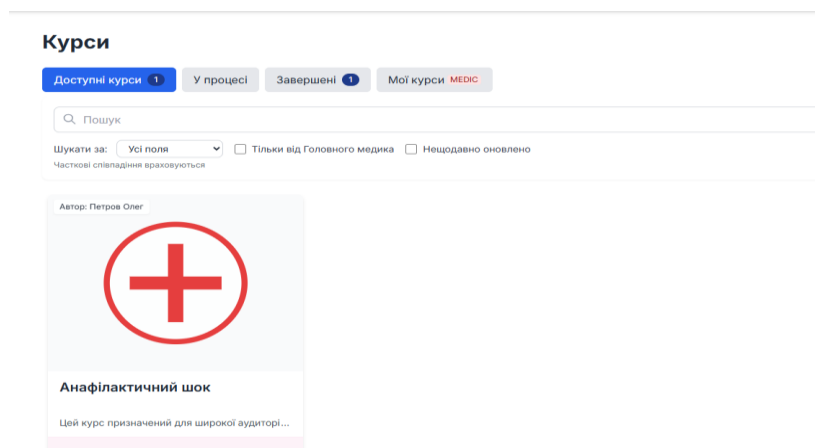 Курси
Доступні курси 1 У процесі Завершені 1 Мої курси MEDIC
Пошук
Шукати за: Усі поля Тільки від Головного медика Нещодавно оновлено
Часткові співпадіння враховуються
Автор: Петров Олег
Анафілактичний шок
Цей курс призначений для широкої аудиторі...